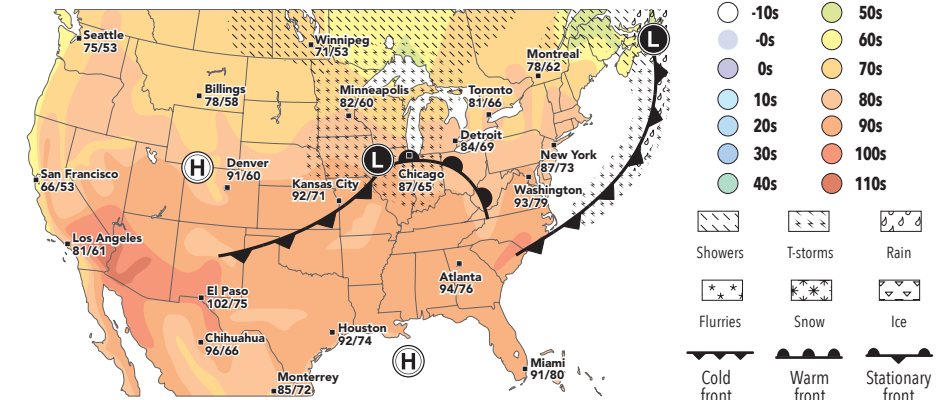 Seattle
75/53
Winnipeg
71/53
Montreal
78/62
Billings
78/58
Minneapolis
82/60
Toronto
81/66
Detroit
84/69
New York
87/73
San Francisco
66/53
H
Denver
91/60
L
Chicago
87/65
Kansas City
92/71
Washington
93/79
Los Angeles
81/61
Atlanta
94/76
El Paso
102/75
Chihuahua
96/66
Houston
92/74
H
Miami
91/80
Monterrey
85/72
L
-10s
-0s
0s
10s
20s
30s
40s
50s
60s
70s
80s
90s
100s
110s
Showers
T-storms
Rain
Flurries
Snow
Ice
Cold
front
Warm
front
Stationary
front